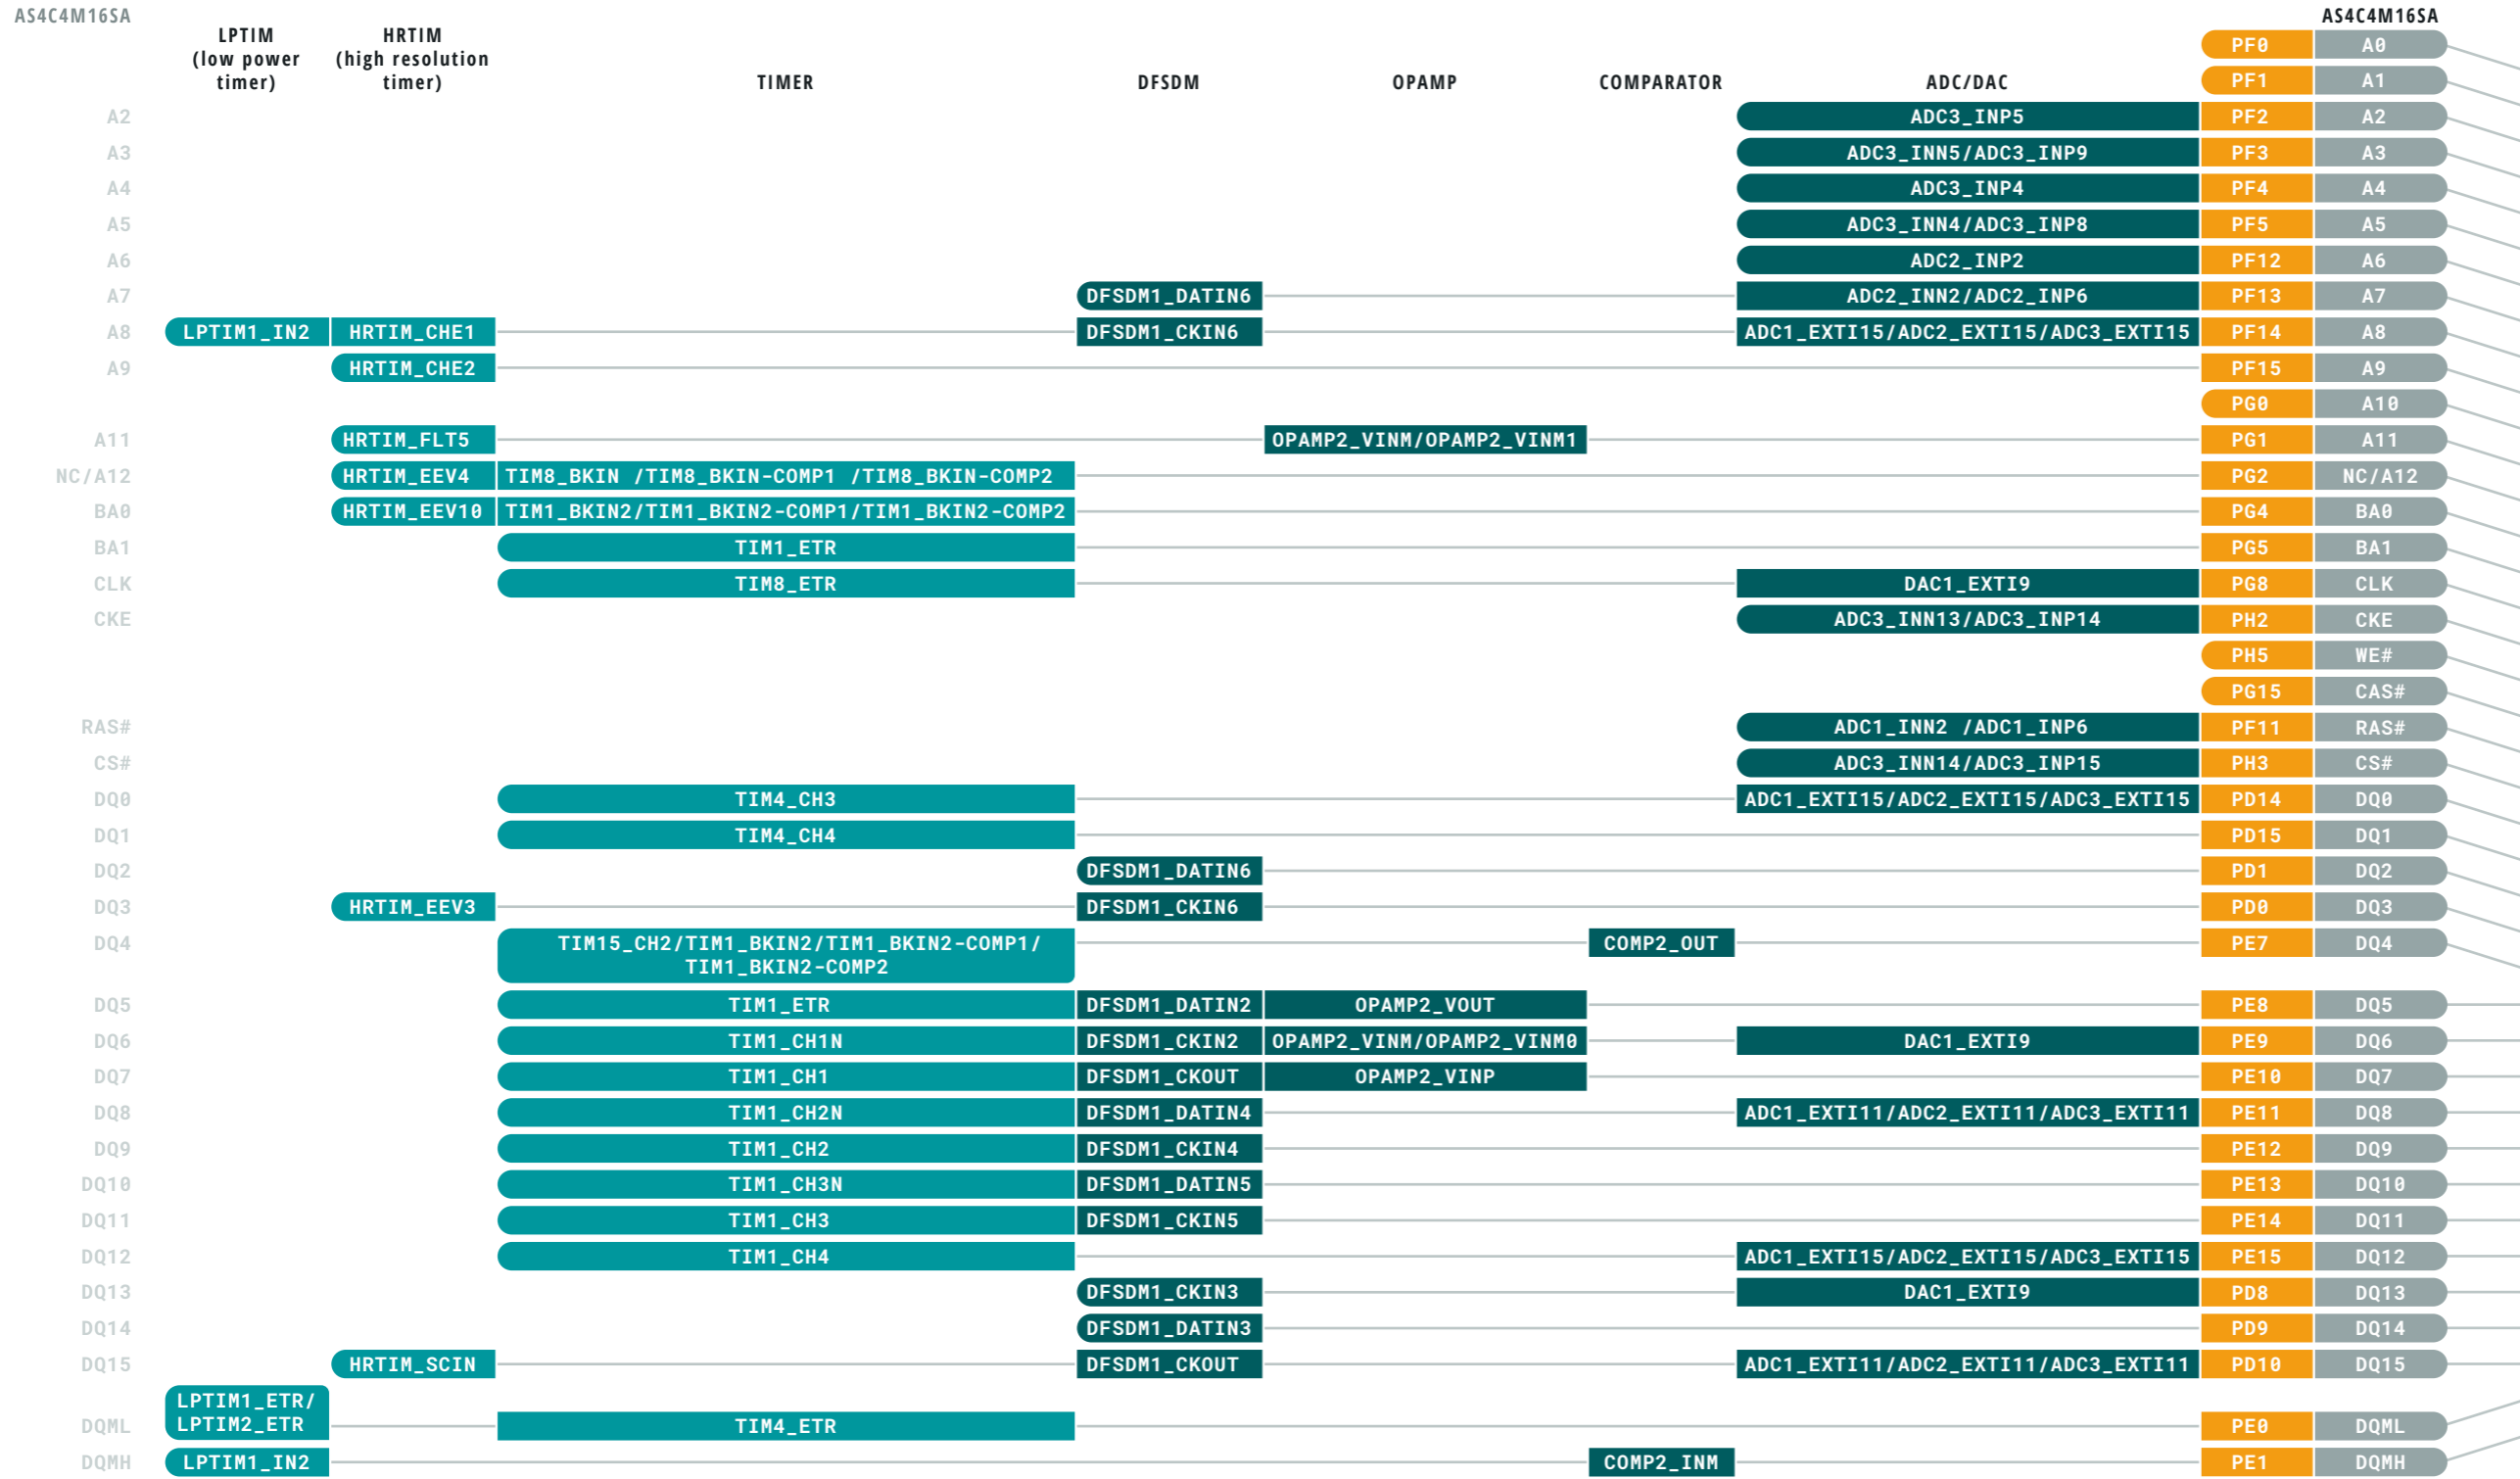 AS4C4M16SA AS4C4M16SA
LPTIM
(low power
timer)
HRTIM
(high resolution
timer)
TIMER DFSDM OPAMP COMPARATOR ADC/DAC
PF0 A0
PF1 A1
A2 ADC3_INP5 PF2 A2
A3 ADC3_INN5/ADC3_INP9 PF3 A3
A4 ADC3_INP4 PF4 A4
A5 ADC3_INN4/ADC3_INP8 PF5 A5
A6 ADC2_INP2 PF12 A6
A7 DFSDM1_DATIN6 ADC2_INN2/ADC2_INP6 PF13 A7
A8 LPTIM1_IN2 HRTIM_CHE1 DFSDM1_CKIN6 ADC1_EXTI15/ADC2_EXTI15/ADC3_EXTI15 PF14 A8
A9 HRTIM_CHE2 PF15 A9
PG0 A10
A11 HRTIM_FLT5 OPAMP2_VINM/OPAMP2_VINM1 PG1 A11
NC/A12 HRTIM_EEV4 TIM8_BKIN /TIM8_BKIN-COMP1 /TIM8_BKIN-COMP2 PG2 NC/A12
BA0 HRTIM_EEV10 TIM1_BKIN2/TIM1_BKIN2-COMP1/TIM1_BKIN2-COMP2 PG4 BA0
BA1 TIM1_ETR PG5 BA1
CLK TIM8_ETR DAC1_EXTI9 PG8 CLK
CKE ADC3_INN13/ADC3_INP14 PH2 CKE
PH5 WE#
PG15 CAS#
RAS# ADC1_INN2 /ADC1_INP6 PF11 RAS#
CS# ADC3_INN14/ADC3_INP15 PH3 CS#
DQ0 TIM4_CH3 ADC1_EXTI15/ADC2_EXTI15/ADC3_EXTI15 PD14 DQ0
DQ1 TIM4_CH4 PD15 DQ1
DQ2 DFSDM1_DATIN6 PD1 DQ2
DQ3 HRTIM_EEV3 DFSDM1_CKIN6 PD0 DQ3
DQ4 TIM15_CH2/TIM1_BKIN2/TIM1_BKIN2-COMP1/ COMP2_OUT PE7 DQ4
TIM1_BKIN2-COMP2
DQ5 TIM1_ETR DFSDM1_DATIN2 OPAMP2_VOUT PE8 DQ5
DQ6 TIM1_CH1N DFSDM1_CKIN2 OPAMP2_VINM/OPAMP2_VINM0 DAC1_EXTI9 PE9 DQ6
DQ7 TIM1_CH1 DFSDM1_CKOUT OPAMP2_VINP PE10 DQ7
DQ8 TIM1_CH2N DFSDM1_DATIN4 ADC1_EXTI11/ADC2_EXTI11/ADC3_EXTI11 PE11 DQ8
DQ9 TIM1_CH2 DFSDM1_CKIN4 PE12 DQ9
DQ10 TIM1_CH3N DFSDM1_DATIN5 PE13 DQ10
DQ11 TIM1_CH3 DFSDM1_CKIN5 PE14 DQ11
DQ12 TIM1_CH4 ADC1_EXTI15/ADC2_EXTI15/ADC3_EXTI15 PE15 DQ12
DQ13 DFSDM1_CKIN3 DAC1_EXTI9 PD8 DQ13
DQ14 DFSDM1_DATIN3 PD9 DQ14
DQ15 HRTIM_SCIN DFSDM1_CKOUT ADC1_EXTI11/ADC2_EXTI11/ADC3_EXTI11 PD10 DQ15
LPTIM1_ETR/
DQML LPTIM2_ETR TIM4_ETR PE0 DQML
DQMH LPTIM1_IN2 COMP2_INM PE1 DQMH